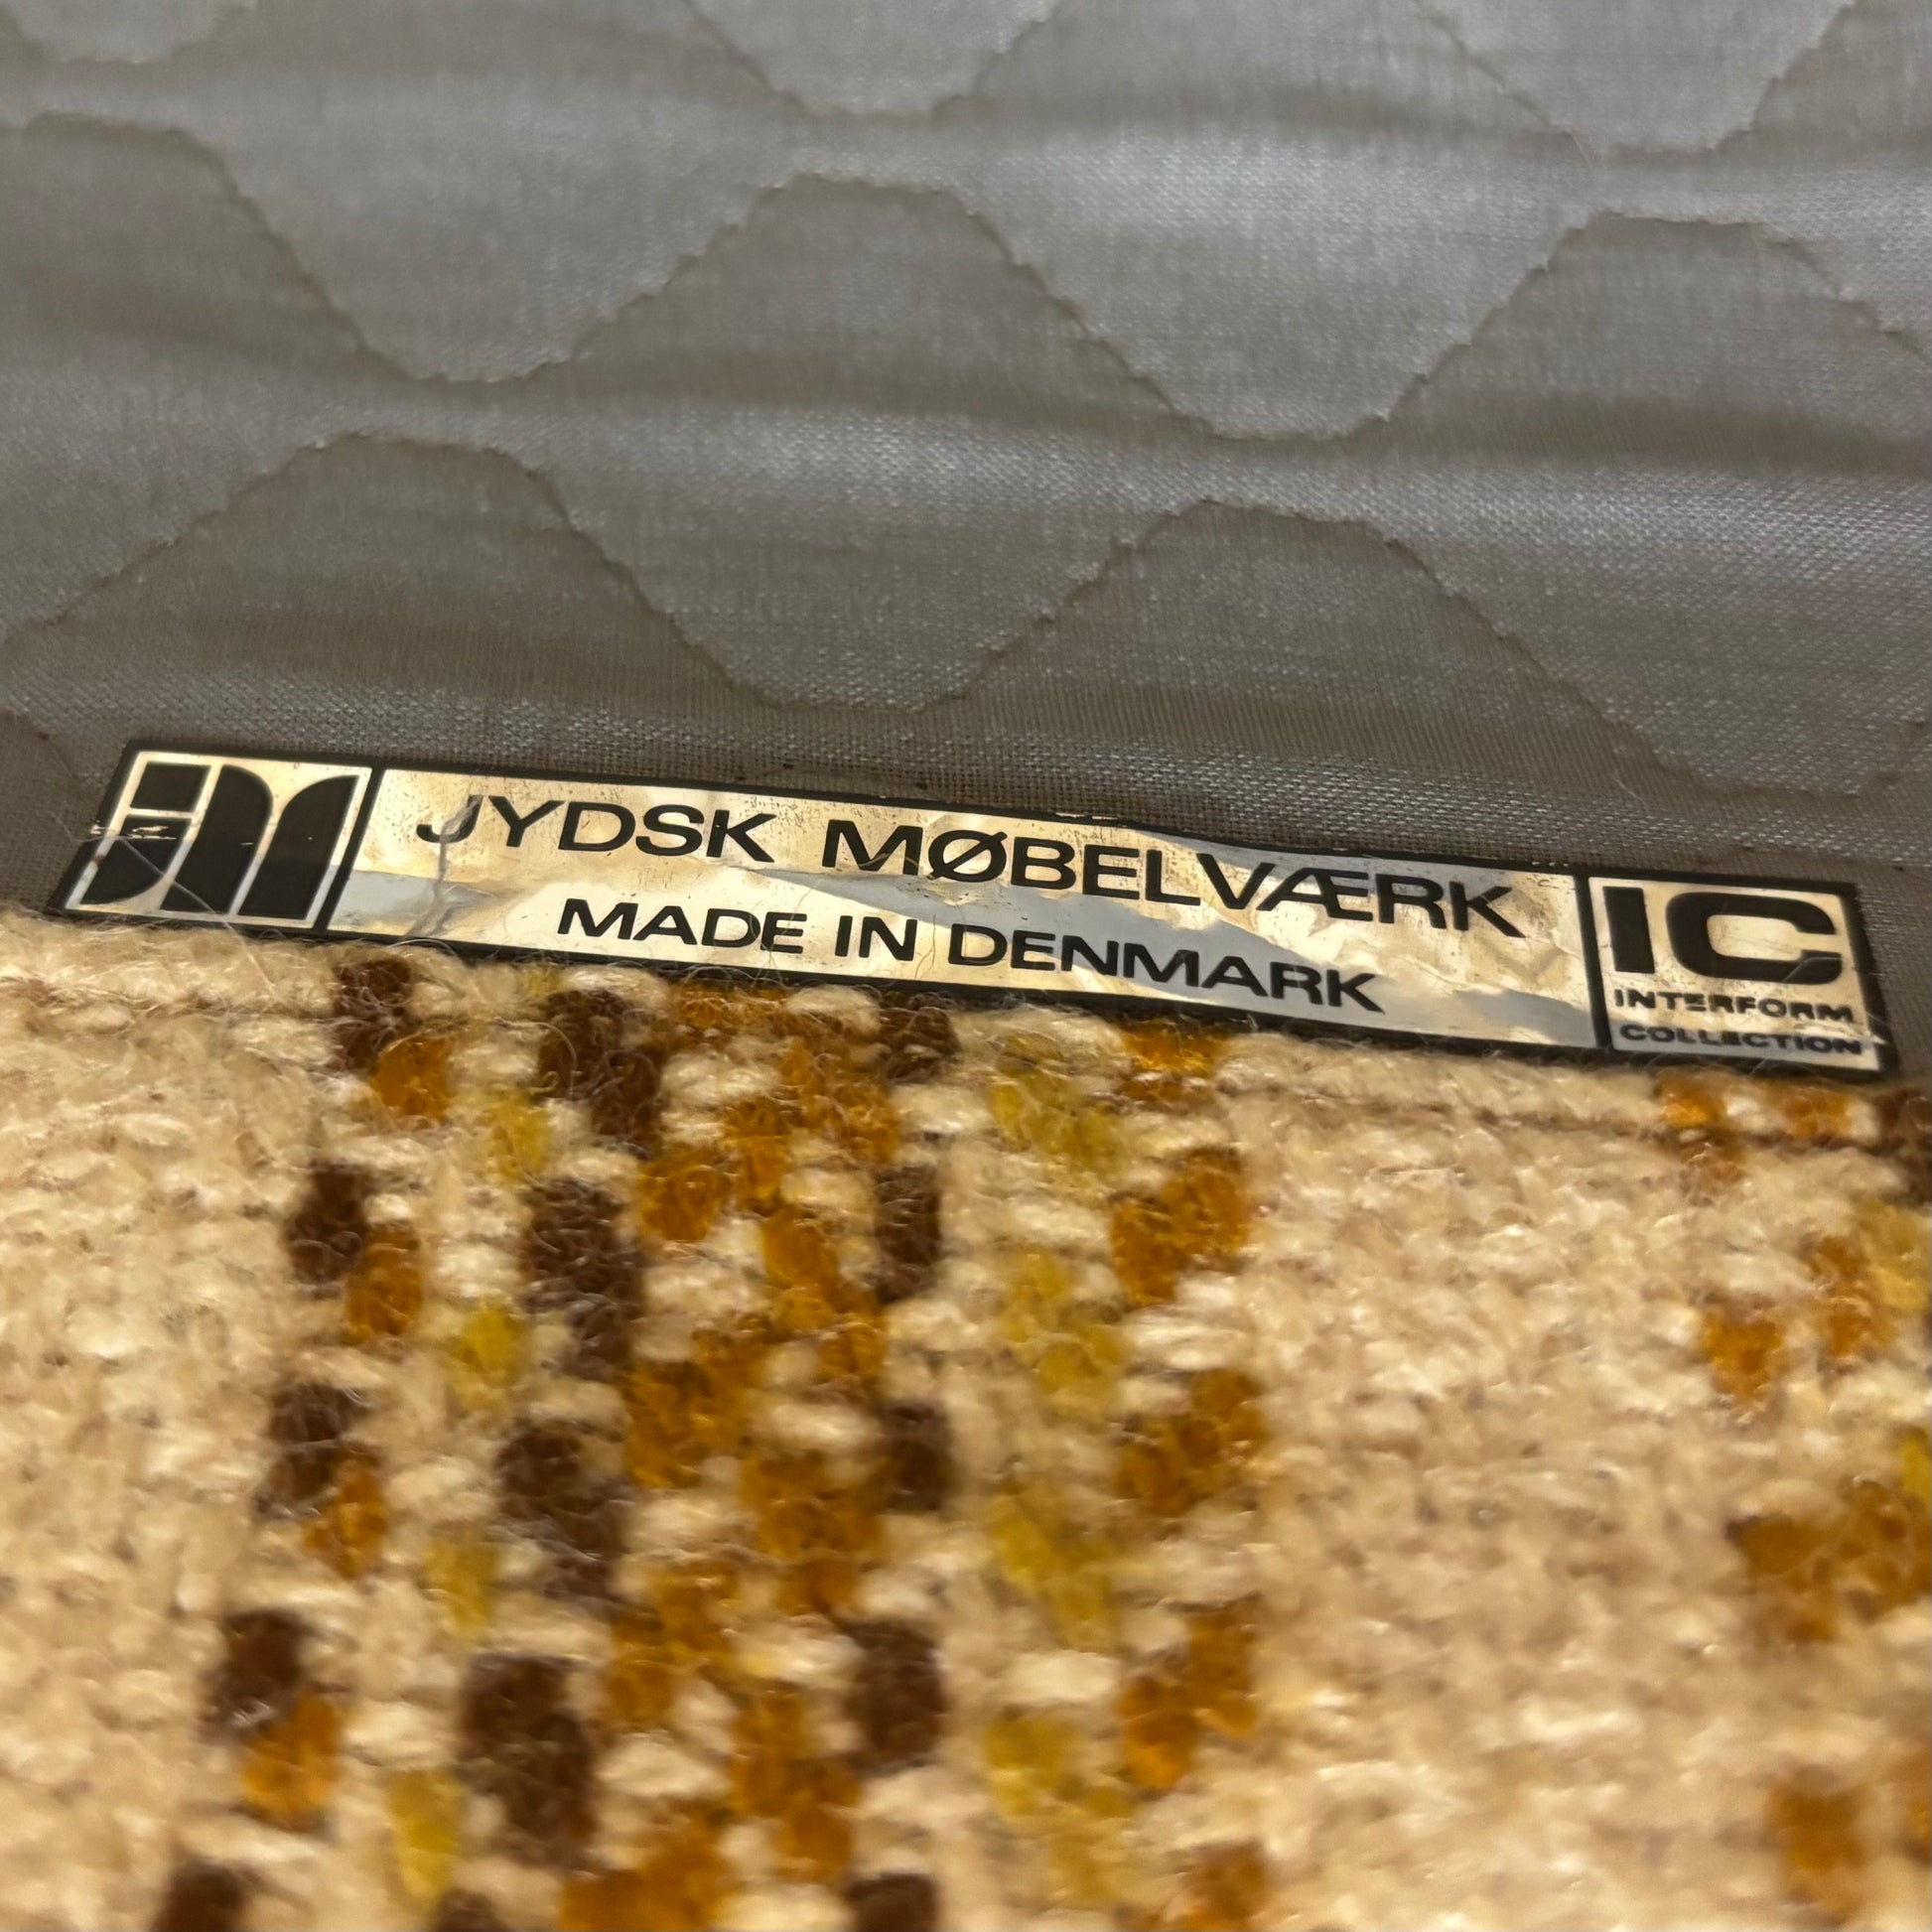 JYDSK MØBELVÆRK
MADE IN DENMARK
IC
INTERFORM
COLLECTION